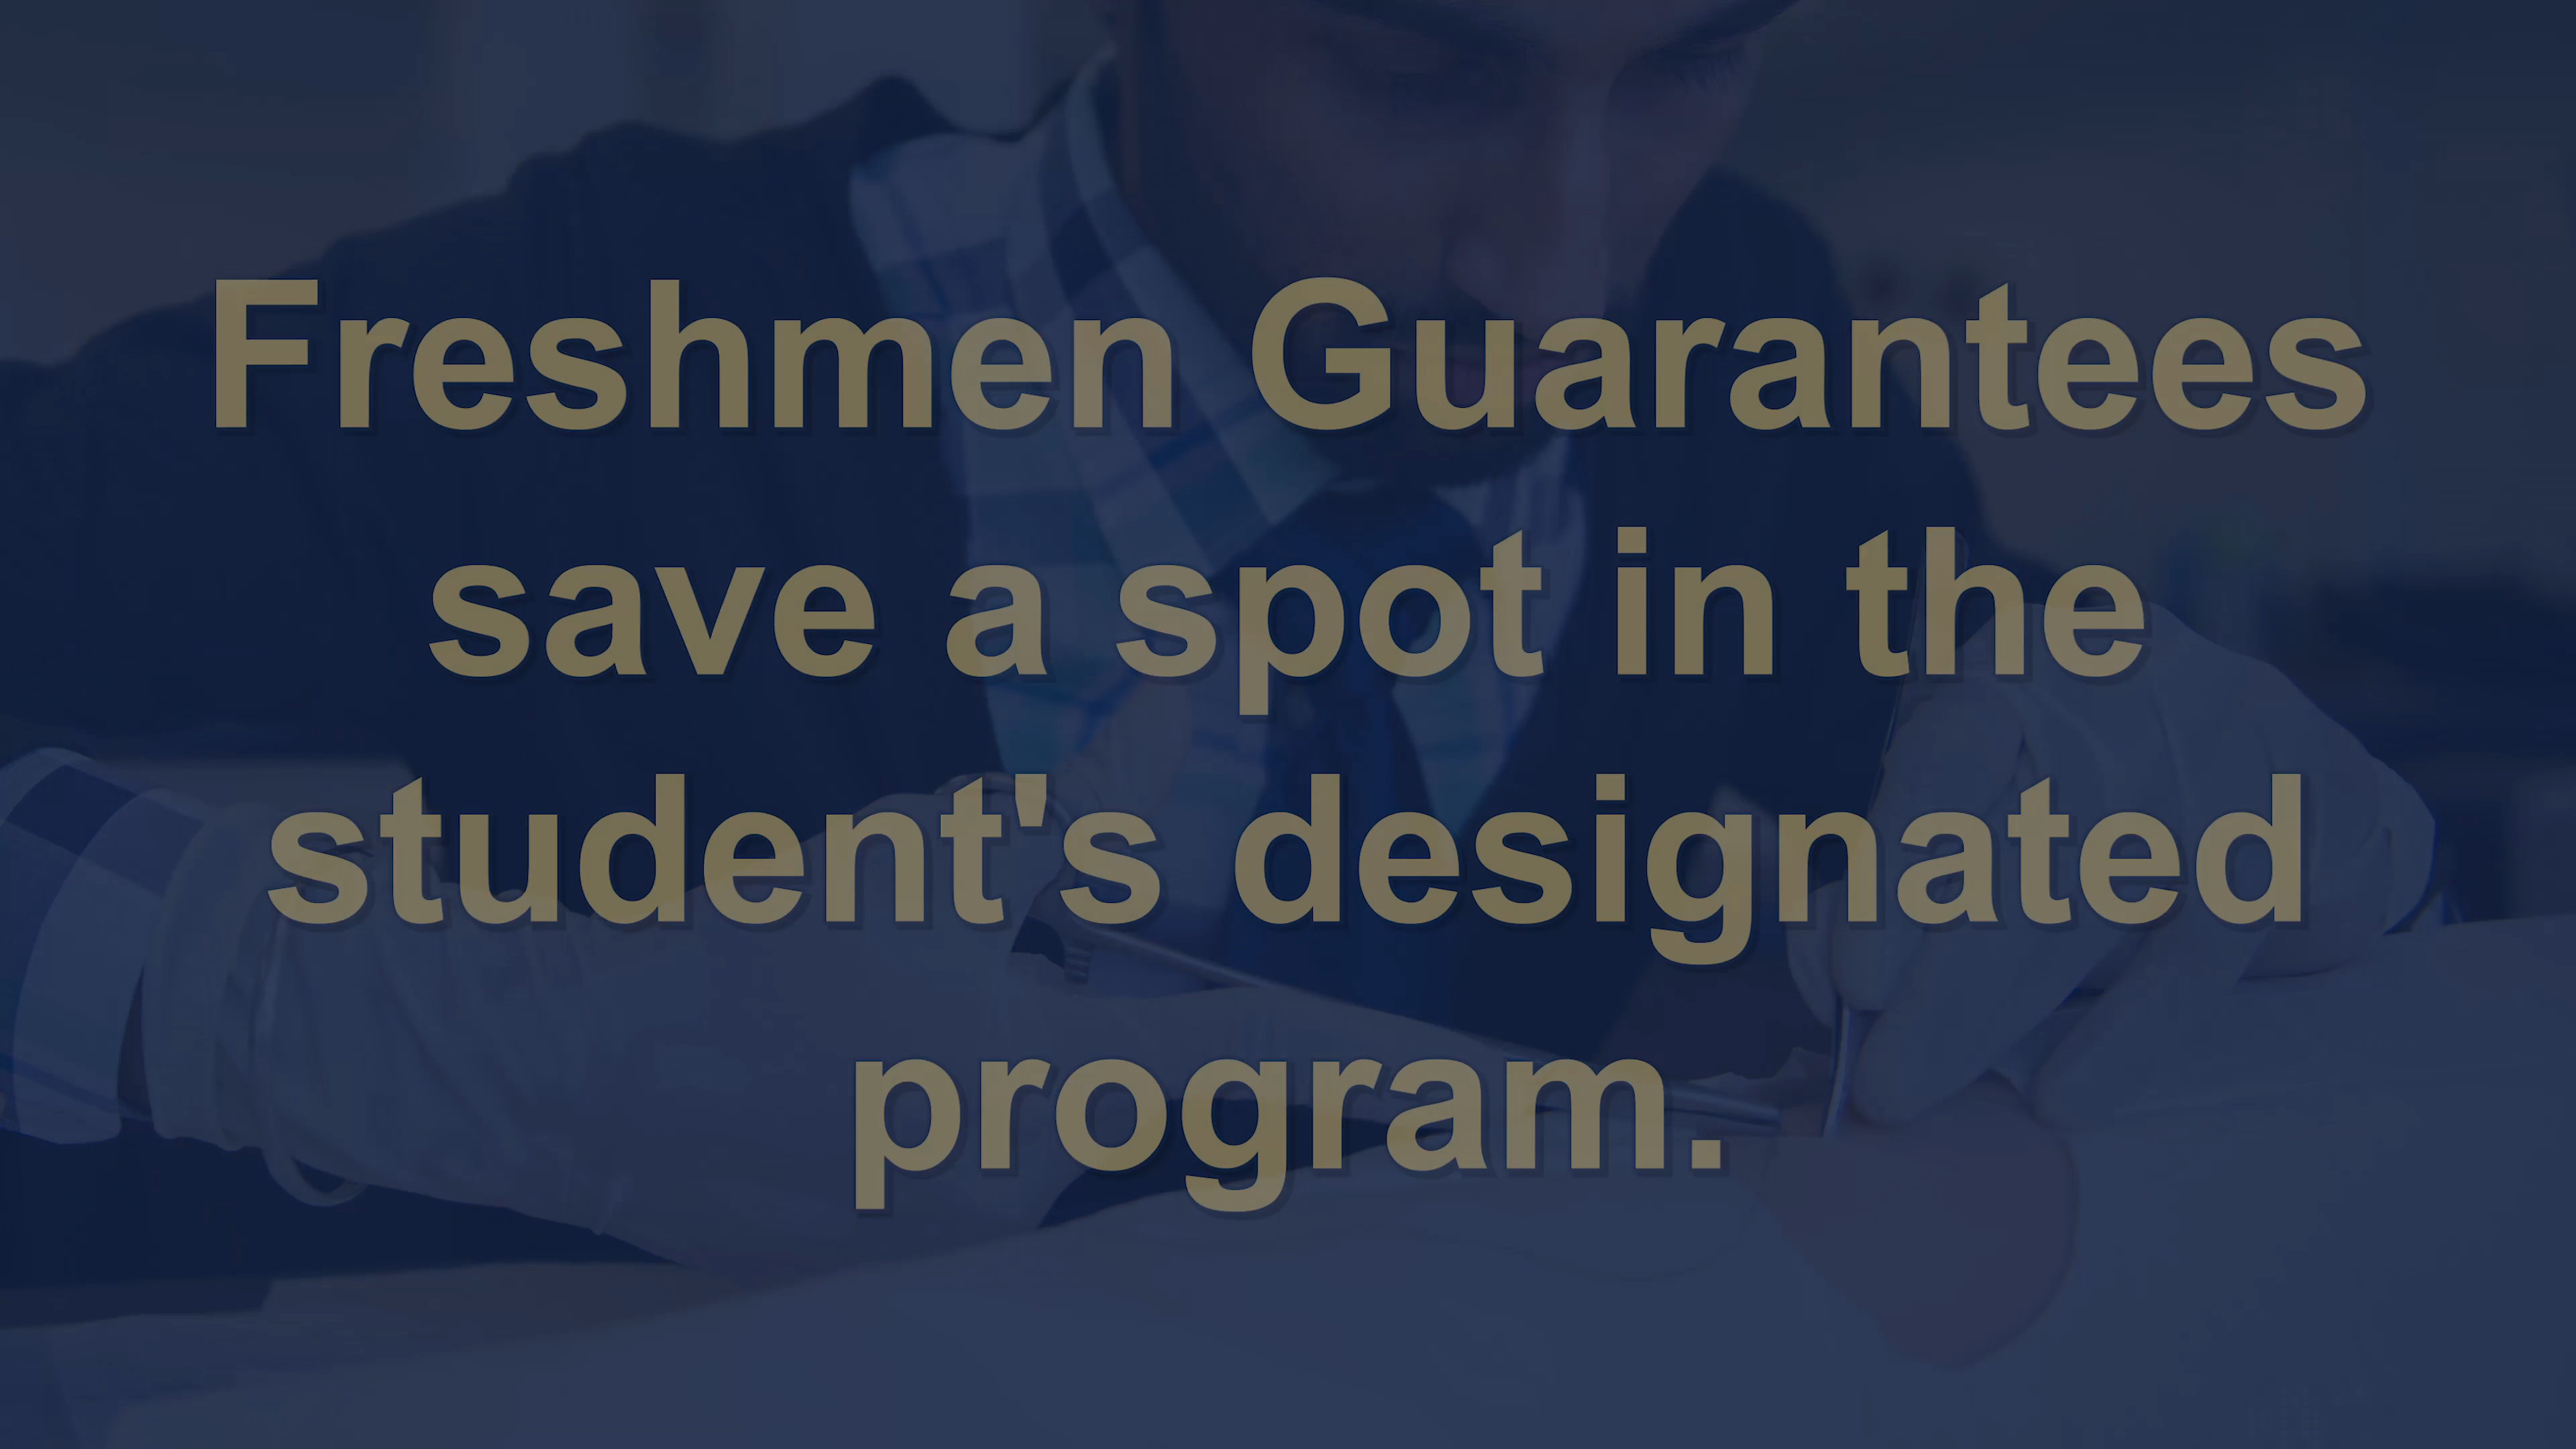 Freshmen Guarantees
save a spot in the
student's designated
program.